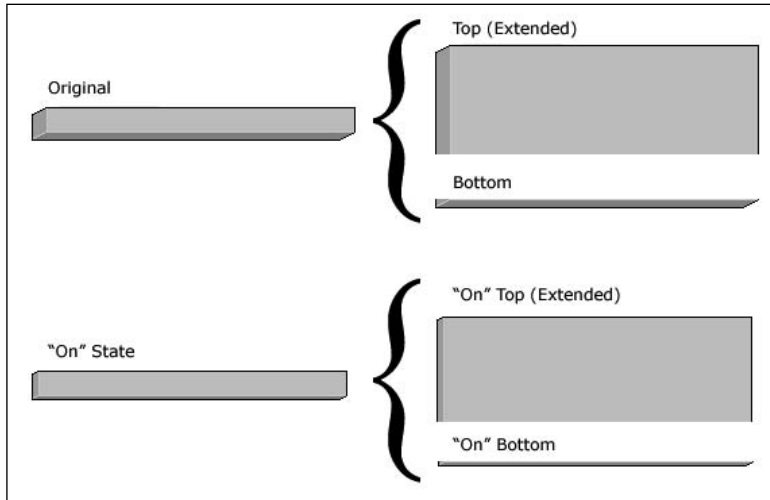 Original
Top (Extended)
Bottom
“On” State
“On” Top (Extended)
“On” Bottom